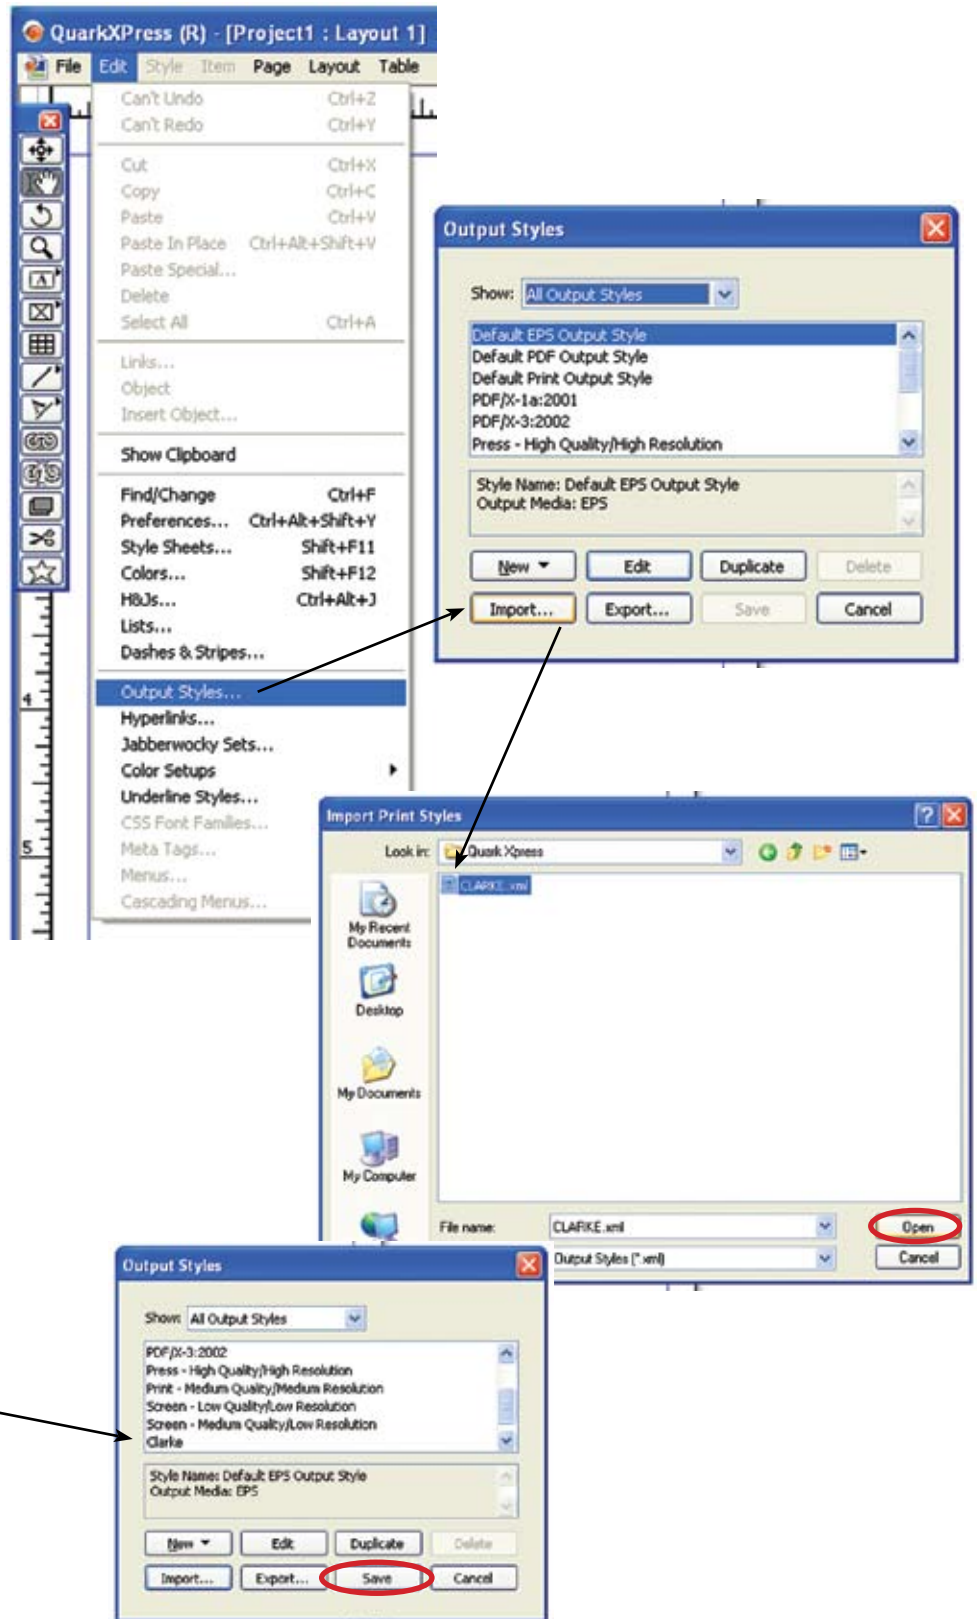 QuarkXPress (R) - [Project1 : Layout 1]
File Edit Style Item Page Layout Table
Can't Undo Ctrl+Z
Can't Redo Ctrl+Y
Cut Ctrl+X
Copy Ctrl+C
Paste Ctrl+V
Paste In Place Ctrl+Alt+Shift+V
Paste Special...
Delete
Select All Ctrl+A
Links...
Object
Insert Object...
Show Clipboard
Find/Change Ctrl+F
Preferences... Ctrl+Alt+Shift+Y
Style Sheets... Shift+F11
Colors... Shift+F12
H&Js... Ctrl+Alt+J
Lists...
Dashes & Stripes...
Output Styles...
Hyperlinks...
Jabberwocky Sets...
Color Setups
Underline Styles...
CSS Font Families...
Meta Tags...
Menus...
Cascading Menus...
4
5
Output Styles
Show: All Output Styles
Default EPS Output Style
Default PDF Output Style
Default Print Output Style
PDF/X-1a:2001
PDF/X-3:2002
Press - High Quality/High Resolution
Style Name: Default EPS Output Style
Output Media: EPS
New Edit Duplicate Delete
Import... Export... Save Cancel
Import Print Styles
Look in: Quark Xpress
CLARKE.xml
My Recent
Documents
Desktop
My Documents
My Computer
File name: CLARKE.xml Open
Output Styles (*.xml) Cancel
Output Styles
Show: All Output Styles
PDF/X-3:2002
Press - High Quality/High Resolution
Print - Medium Quality/Medium Resolution
Screen - Low Quality/Low Resolution
Screen - Medium Quality/Low Resolution
Clarke
Style Name: Default EPS Output Style
Output Media: EPS
New Edit Duplicate Delete
Import... Export... Save Cancel